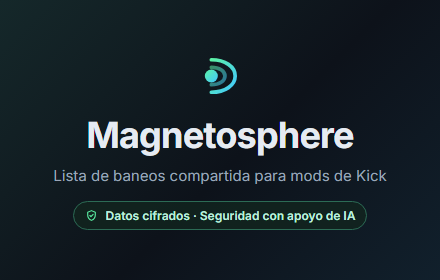 Magnetosphere
Lista de baneos compartida para mods de Kick
Datos cifrados · Seguridad con apoyo de IA